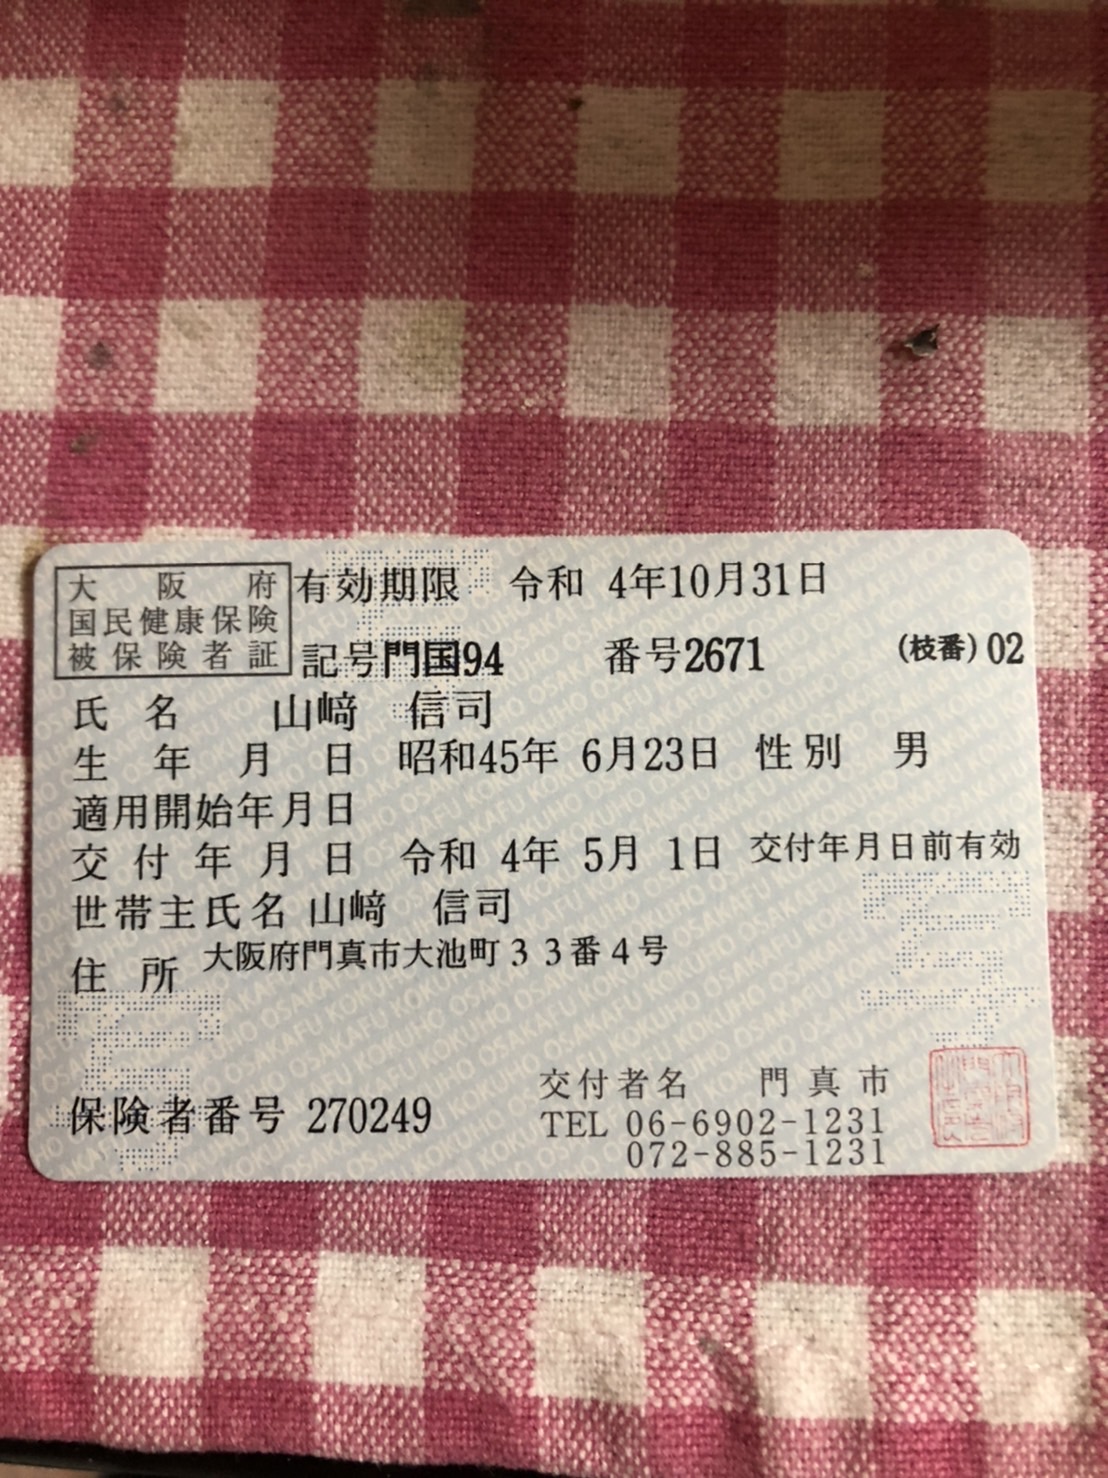 大阪府
国民健康保険
被保険者証
有効期限 令和 4年10月31日
記号門国94 番号2671 (枝番)02
氏名 山﨑 信司
生年月日 昭和45年 6月23日 性別 男
適用開始年月日
交付年月日 令和 4年 5月 1日 交付年月日前有効
世帯主氏名 山﨑 信司
住所 大阪府門真市大池町33番4号
保険者番号 270249
交付者名 門真市
TEL 06-6902-1231
072-885-1231